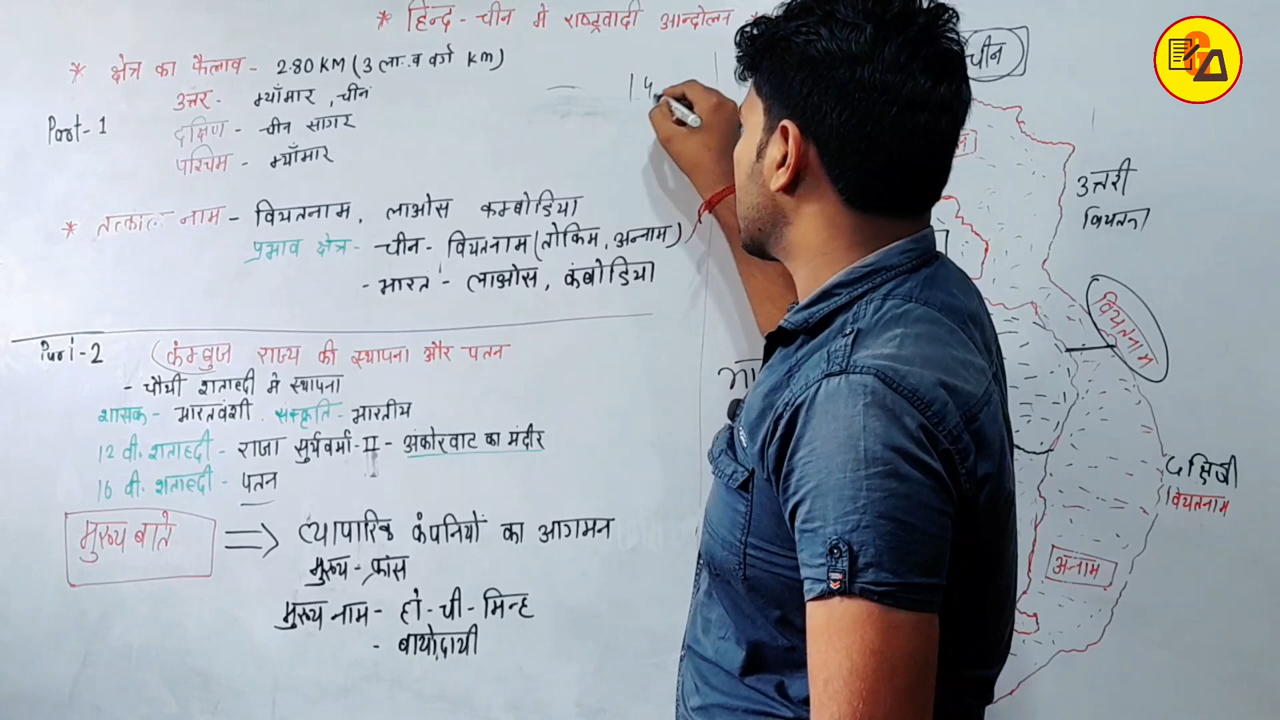 * हिन्द - चीन में राष्ट्रवादी आन्दोलन *
* क्षेत्र का फैलाव - 2.80 KM (3 ला. व वर्ग km)
उत्तर - म्याँमार, चीन
Part-1
दक्षिण - चीन सागर
पश्चिम - म्याँमार
* तत्काल नाम - वियतनाम, लाओस कम्बोडिया
प्रभाव क्षेत्र - चीन - वियतनाम (तोकिम, अन्नाम)
- भारत - लाओस, कंबोडिया
Part-2 (कंम्बुज राज्य की स्थापना और पतन
- चौथी शताब्दी में स्थापना
शासक - भारतवंशी. संस्कृति - भारतीय
12 वी. शताब्दी - राजा सुर्यवर्मा-II - अंकोरवाट का मंदीर
16 वी. शताब्दी - पतन
मुख्य बाते => व्यापारिक कंपनियों का आगमन
मुख्य - फ्रांस
मुख्य नाम - हो-ची-मिन्ह
- बायोदायी
14
चीन
उत्तरी
वियतना
वियतनाम
दक्षिणी
वियतनाम
अनाम